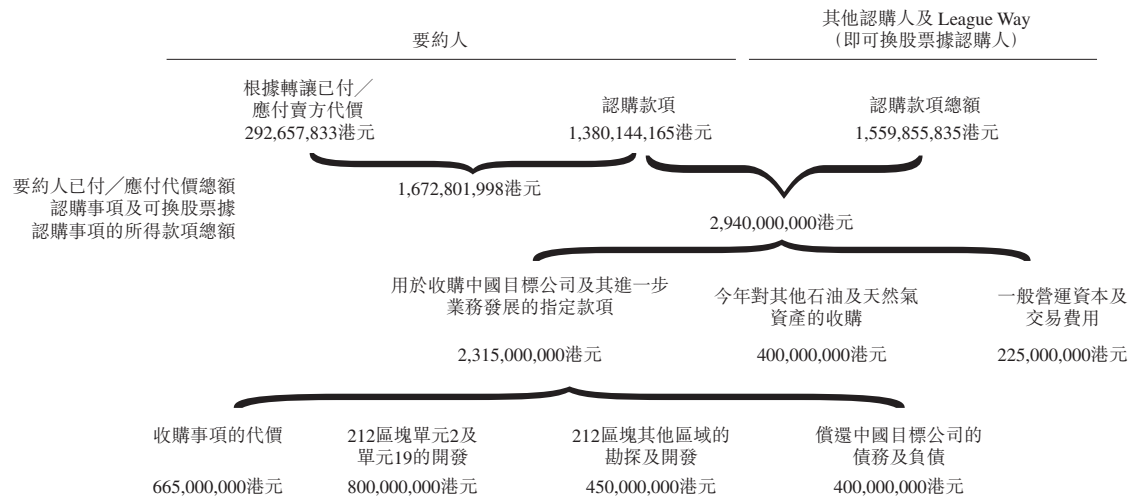 要約人
其他認購人及 League Way
（即可換股票據認購人）
根據轉讓已付／
應付賣方代價
292,657,833港元
認購款項
1,380,144,165港元
認購款項總額
1,559,855,835港元
要約人已付／應付代價總額
認購事項及可換股票據
認購事項的所得款項總額
1,672,801,998港元
2,940,000,000港元
用於收購中國目標公司及其進一步
業務發展的指定款項
2,315,000,000港元
今年對其他石油及天然氣
資產的收購
400,000,000港元
一般營運資本及
交易費用
225,000,000港元
收購事項的代價
665,000,000港元
212區塊單元2及
單元19的開發
800,000,000港元
212區塊其他區域的
勘探及開發
450,000,000港元
償還中國目標公司的
債務及負債
400,000,000港元